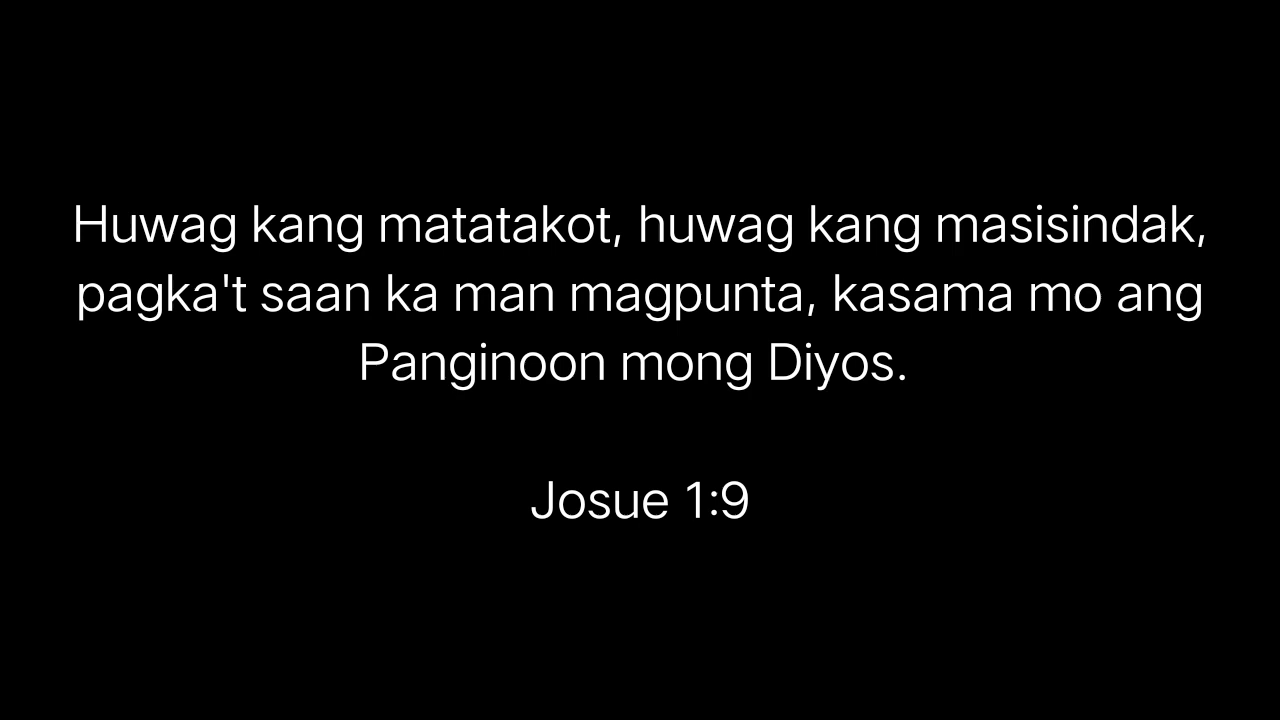 Huwag kang matatakot, huwag kang masisindak,
pagka't saan ka man magpunta, kasama mo ang
Panginoon mong Diyos.
Josue 1:9